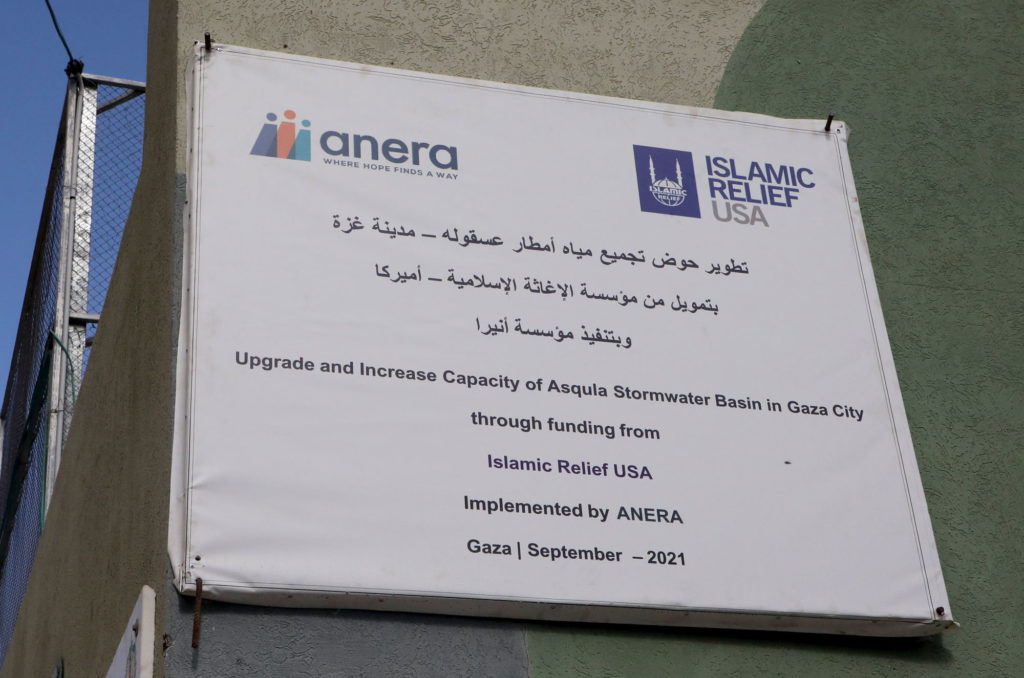 anera
WHERE HOPE FINDS A WAY
ISLAMIC RELIEF
ISLAMIC
RELIEF
USA
تطوير حوض تجميع مياه أمطار عسقوله – مدينة غزة
بتمويل من مؤسسة الإغاثة الإسلامية – أميركا
وبتنفيذ مؤسسة أنيرا
Upgrade and Increase Capacity of Asqula Stormwater Basin in Gaza City
through funding from
Islamic Relief USA
Implemented by ANERA
Gaza | September – 2021